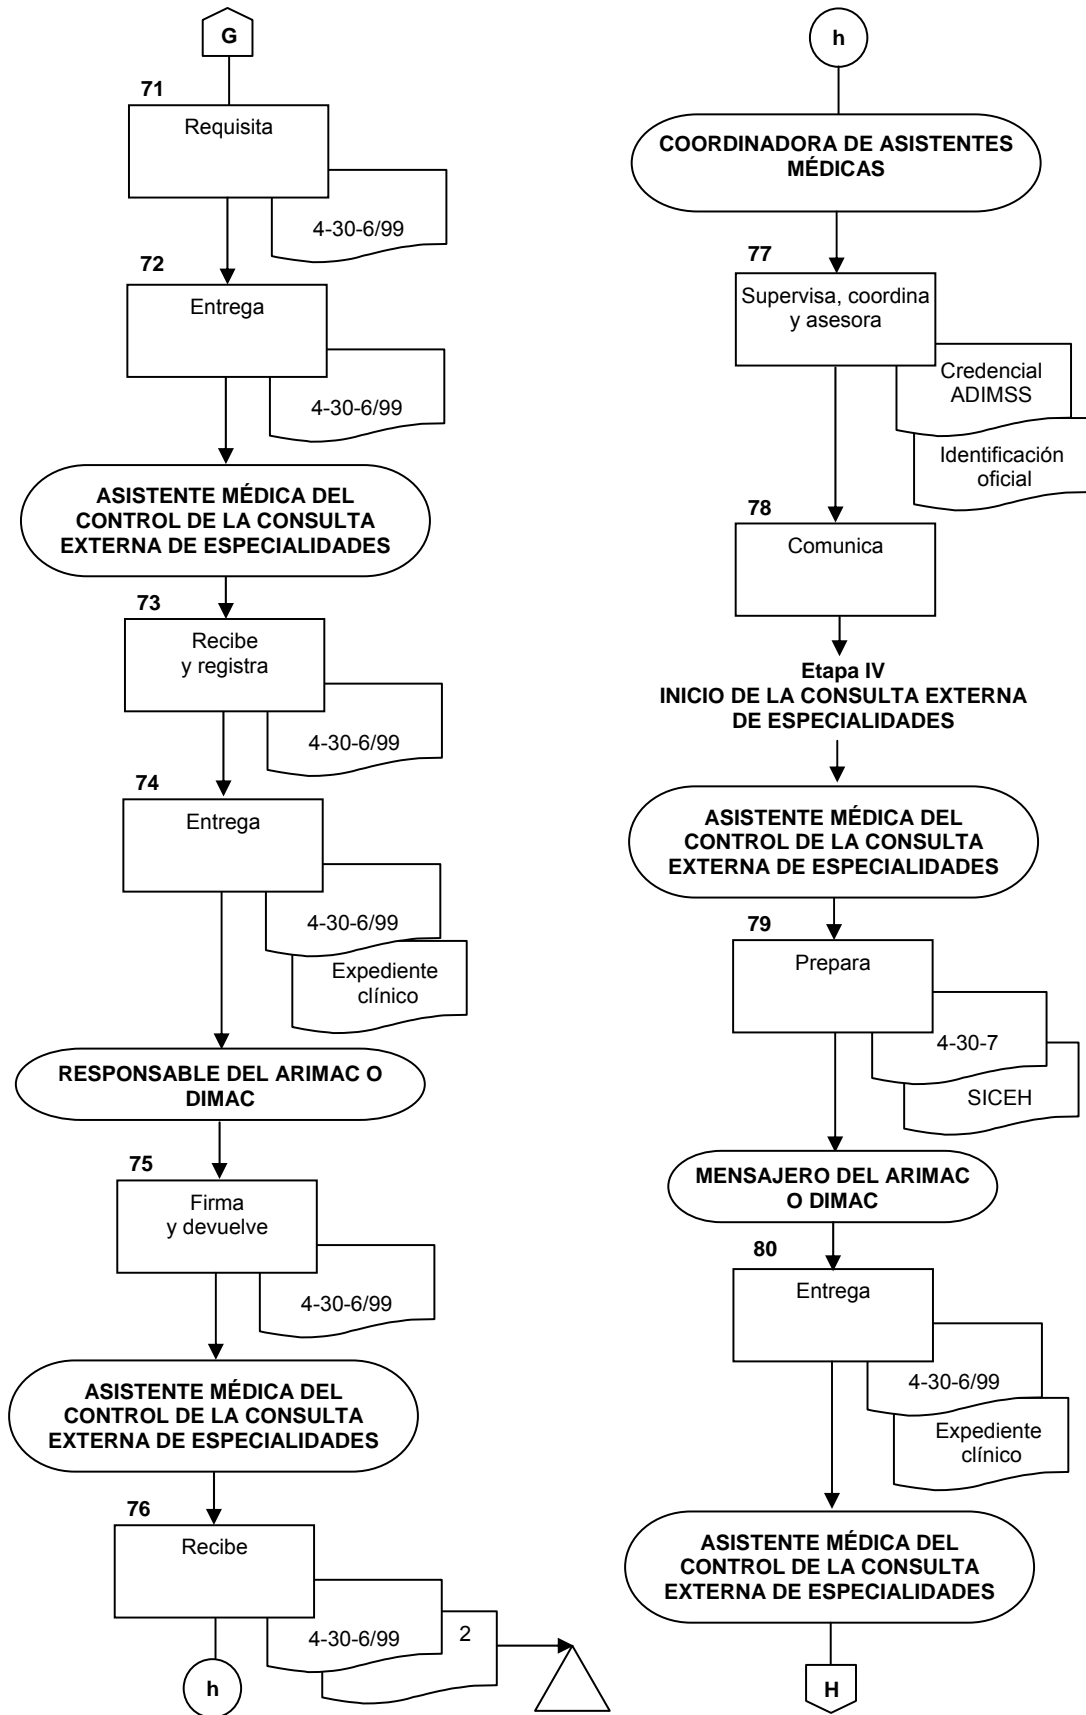 G
71
Requisita
4-30-6/99
72
Entrega
4-30-6/99
ASISTENTE MÉDICA DEL
CONTROL DE LA CONSULTA
EXTERNA DE ESPECIALIDADES
73
Recibe
y registra
4-30-6/99
74
Entrega
4-30-6/99
Expediente
clínico
RESPONSABLE DEL ARIMAC O
DIMAC
75
Firma
y devuelve
4-30-6/99
ASISTENTE MÉDICA DEL
CONTROL DE LA CONSULTA
EXTERNA DE ESPECIALIDADES
76
Recibe
4-30-6/99
2
h
h
COORDINADORA DE ASISTENTES
MÉDICAS
77
Supervisa, coordina
y asesora
Credencial
ADIMSS
Identificación
oficial
78
Comunica
Etapa IV
INICIO DE LA CONSULTA EXTERNA
DE ESPECIALIDADES
ASISTENTE MÉDICA DEL
CONTROL DE LA CONSULTA
EXTERNA DE ESPECIALIDADES
79
Prepara
4-30-7
SICEH
MENSAJERO DEL ARIMAC
O DIMAC
80
Entrega
4-30-6/99
Expediente
clínico
ASISTENTE MÉDICA DEL
CONTROL DE LA CONSULTA
EXTERNA DE ESPECIALIDADES
H